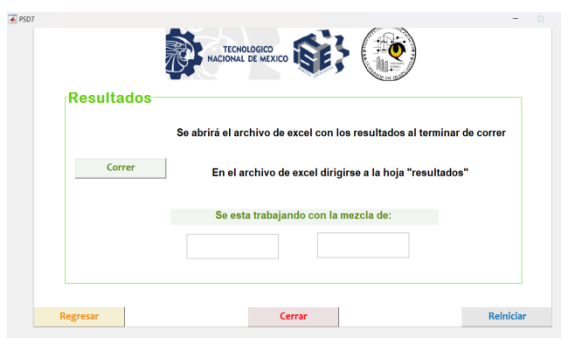 PSD7
TECNOLOGICO
NACIONAL DE MEXICO
Resultados
Se abrirá el archivo de excel con los resultados al terminar de correr
Correr
En el archivo de excel dirigirse a la hoja "resultados"
Se esta trabajando con la mezcla de:
Regresar
Cerrar
Reiniciar